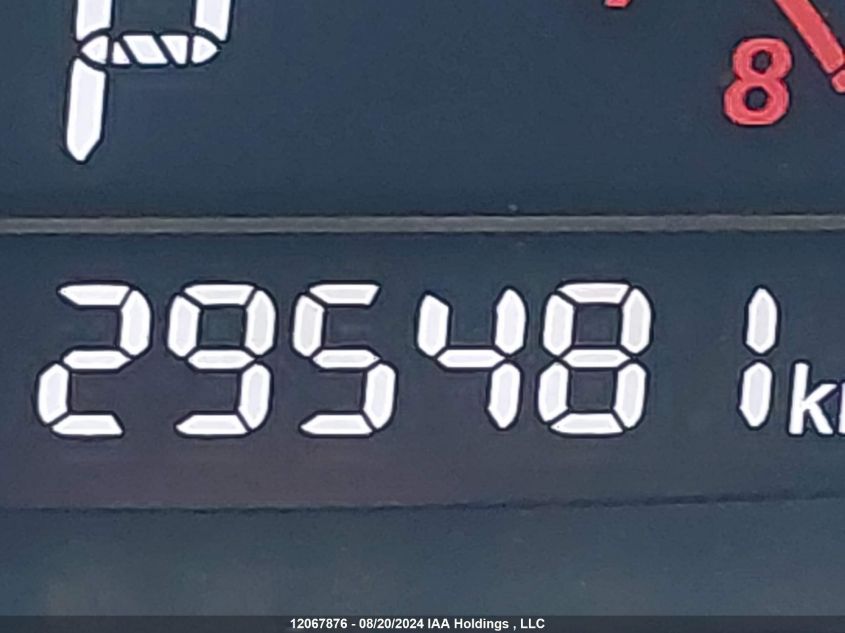 P
8
295481 km
12067876 - 08/20/2024 IAA Holdings , LLC